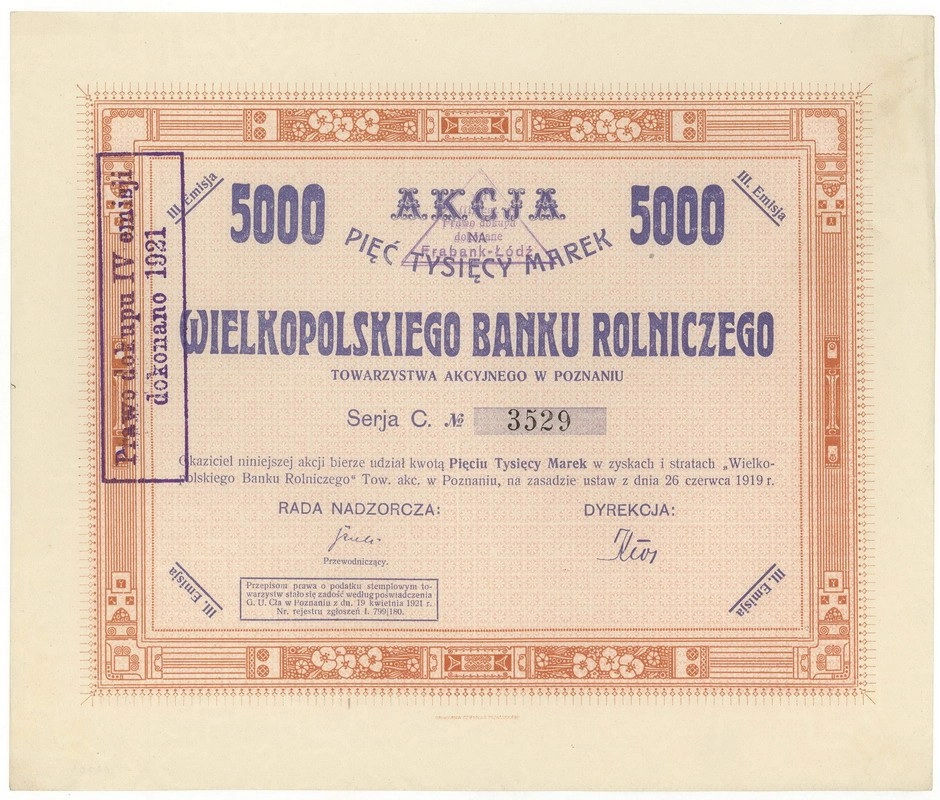 III. Emisja
III. Emisja
5000
AKCJA
5000
NA
PIĘĆ TYSIĘCY MAREK
Prawo dokupu
dokonane
Frabank-Łódź
Prawo dokupu IV emisji
dokonano 1921
WIELKOPOLSKIEGO BANKU ROLNICZEGO
TOWARZYSTWA AKCYJNEGO W POZNANIU
Serja C. № 3529
Okaziciel niniejszej akcji bierze udział kwotą Pięciu Tysięcy Marek w zyskach i stratach „Wielko-
polskiego Banku Rolniczego“ Tow. akc. w Poznaniu, na zasadzie ustaw z dnia 26 czerwca 1919 r.
RADA NADZORCZA:
DYREKCJA:
Przewodniczący.
III. Emisja
III. Emisja
Przepisom prawa o podatku stemplowym to-
warzystw stało się zadość według poświadczenia
G. U. Cła w Poznaniu z dn. 19 kwietnia 1921 r.
Nr. rejestru zgłoszeń I. 799|180.